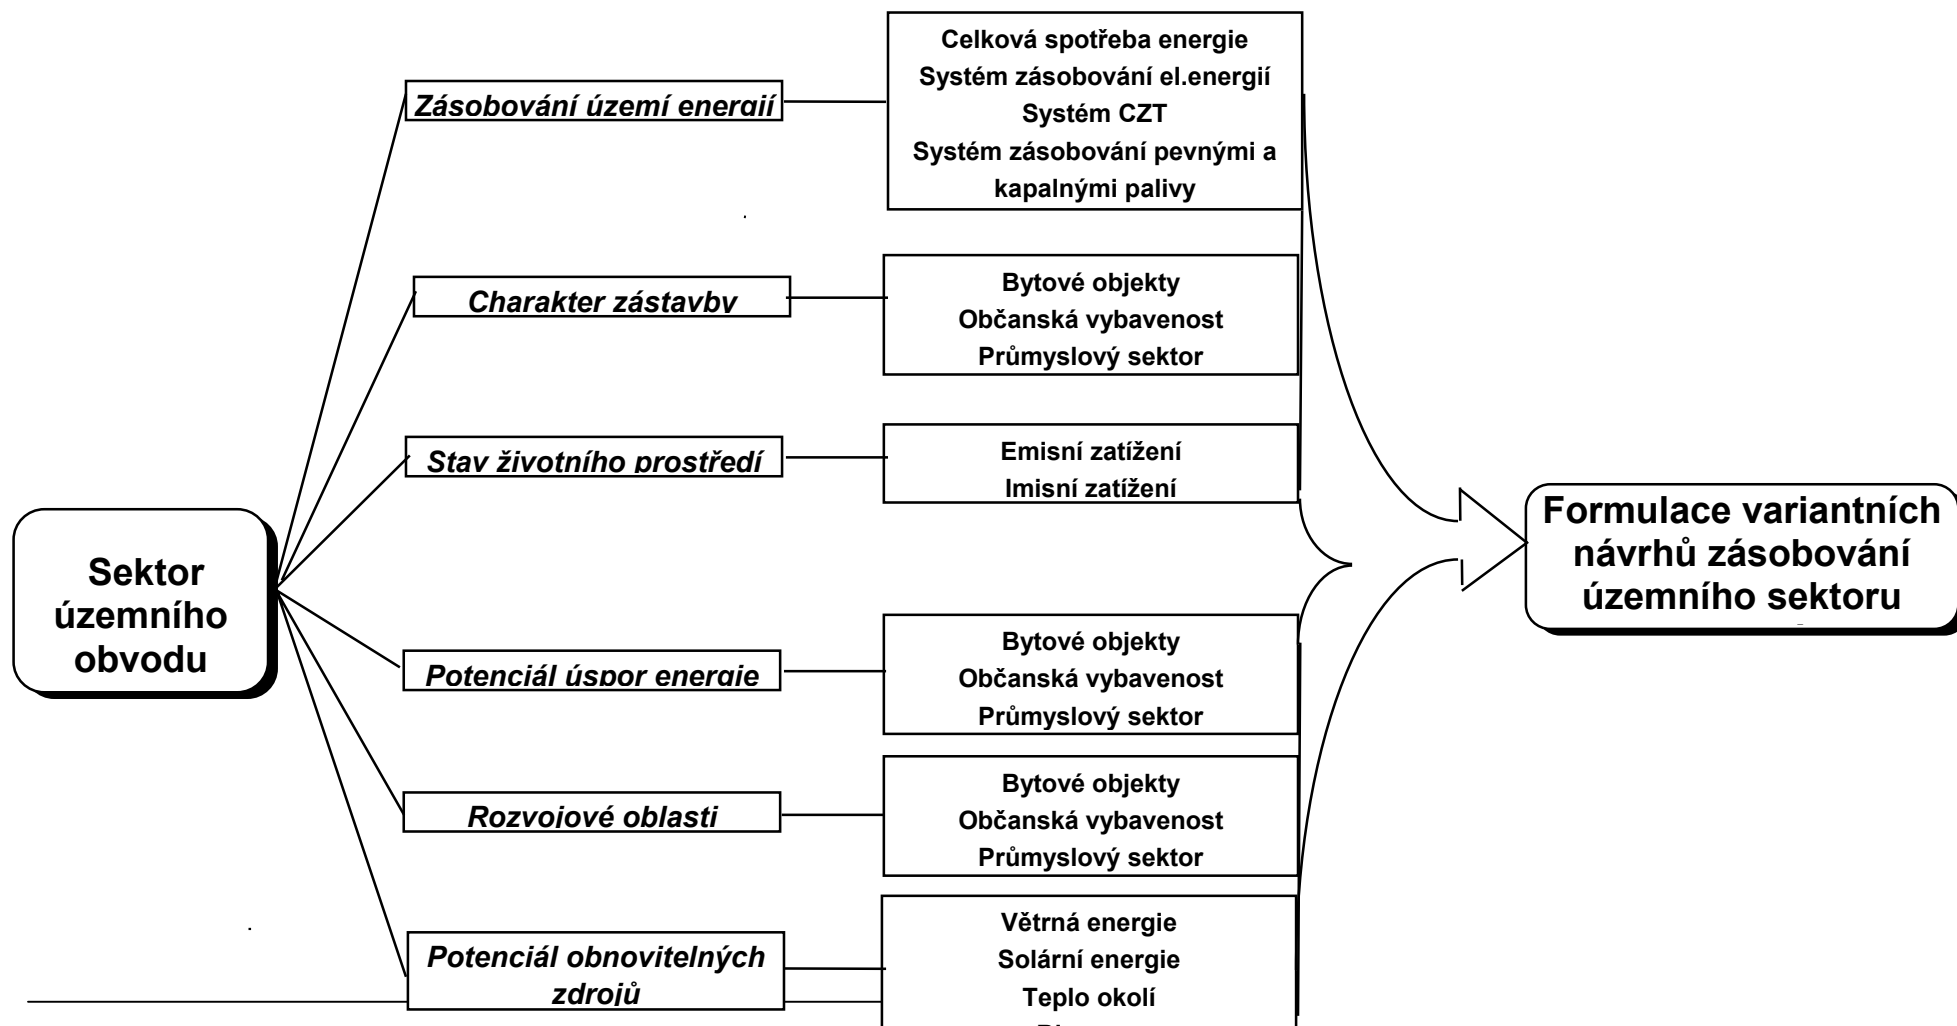 Sektor
územního
obvodu
Zásobování území energií
Celková spotřeba energie
Systém zásobování el.energií
Systém CZT
Systém zásobování pevnými a
kapalnými palivy
Charakter zástavby
Bytové objekty
Občanská vybavenost
Průmyslový sektor
Stav životního prostředí
Emisní zatížení
Imisní zatížení
Potenciál úspor energie
Bytové objekty
Občanská vybavenost
Průmyslový sektor
Rozvojové oblasti
Bytové objekty
Občanská vybavenost
Průmyslový sektor
Potenciál obnovitelných
zdrojů
Větrná energie
Solární energie
Teplo okolí
Formulace variantních
návrhů zásobování
územního sektoru